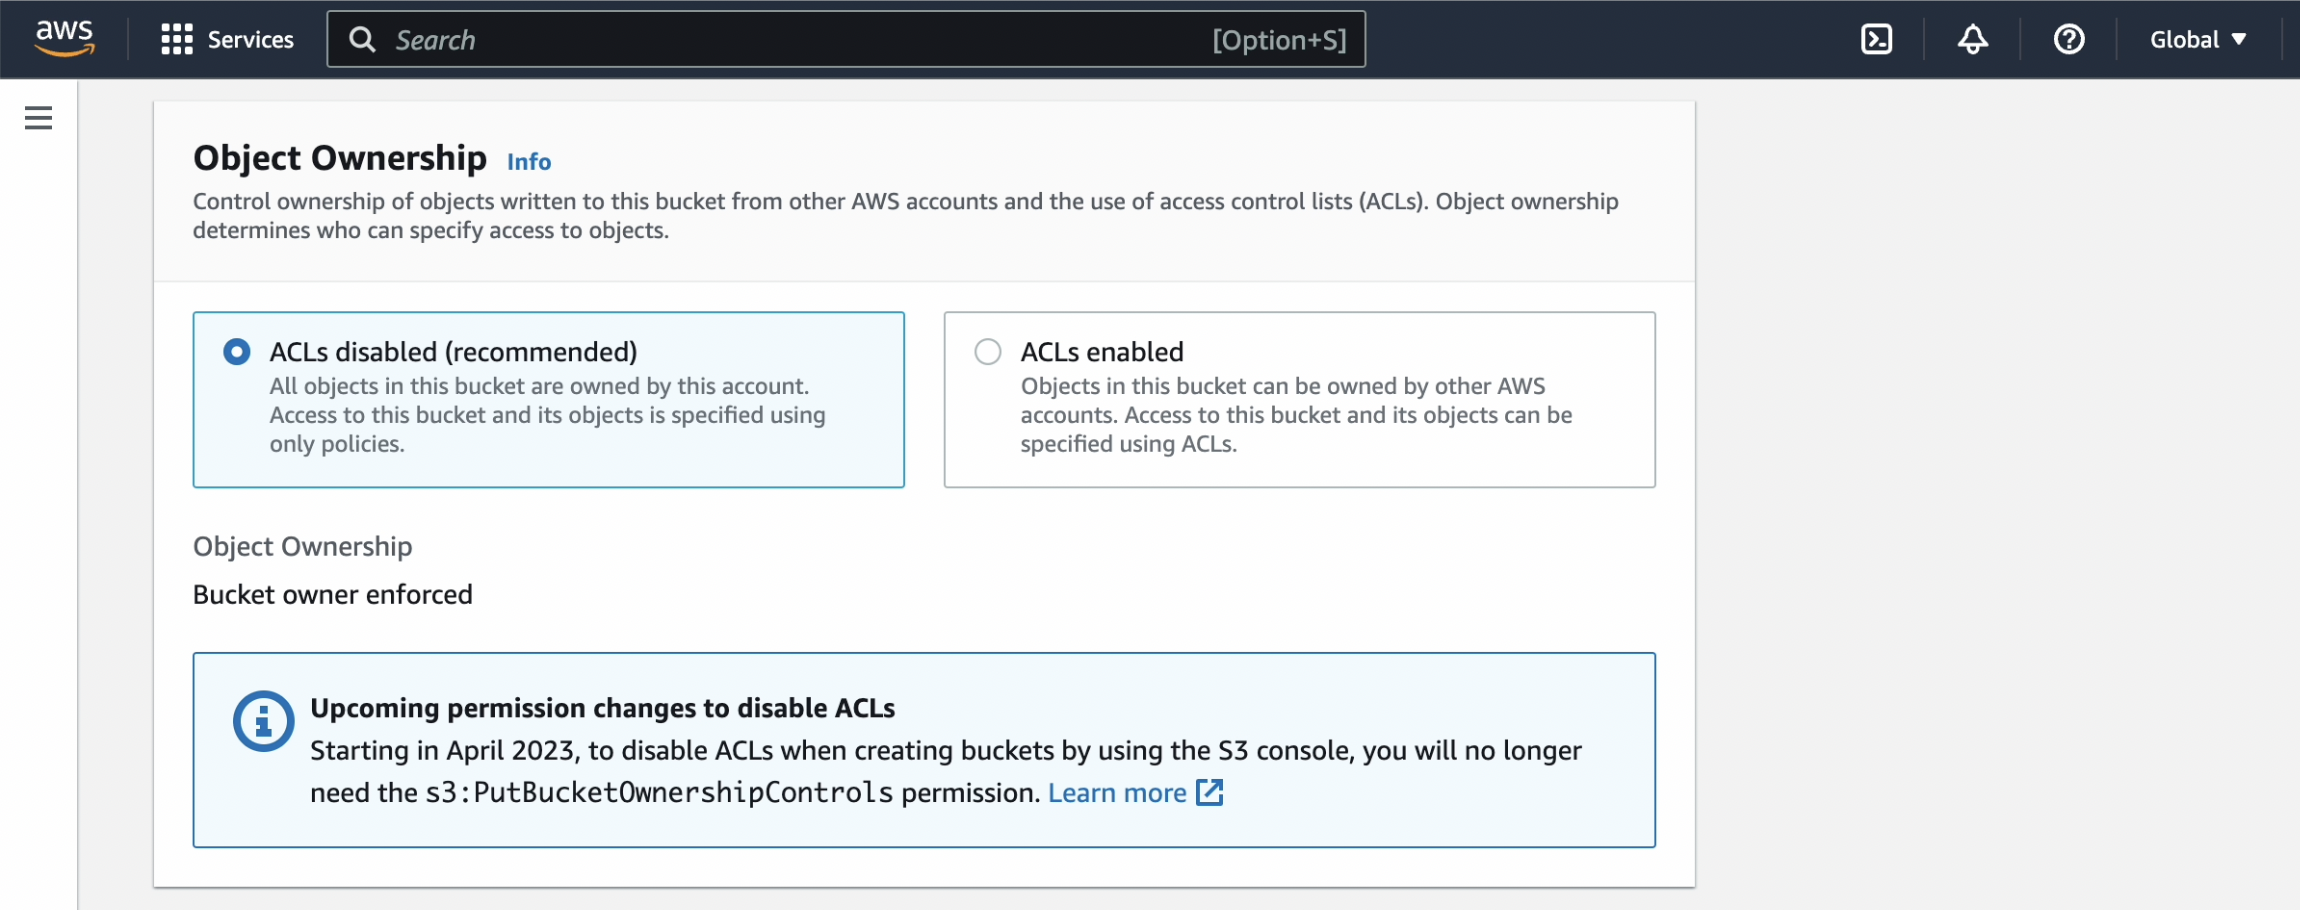 aws
Services
Search
[Option+S]
Global
Object Ownership Info
Control ownership of objects written to this bucket from other AWS accounts and the use of access control lists (ACLs). Object ownership
determines who can specify access to objects.
ACLs disabled (recommended)
All objects in this bucket are owned by this account.
Access to this bucket and its objects is specified using
only policies.
ACLs enabled
Objects in this bucket can be owned by other AWS
accounts. Access to this bucket and its objects can be
specified using ACLs.
Object Ownership
Bucket owner enforced
Upcoming permission changes to disable ACLs
Starting in April 2023, to disable ACLs when creating buckets by using the S3 console, you will no longer
need the s3:PutBucketOwnershipControls permission. Learn more